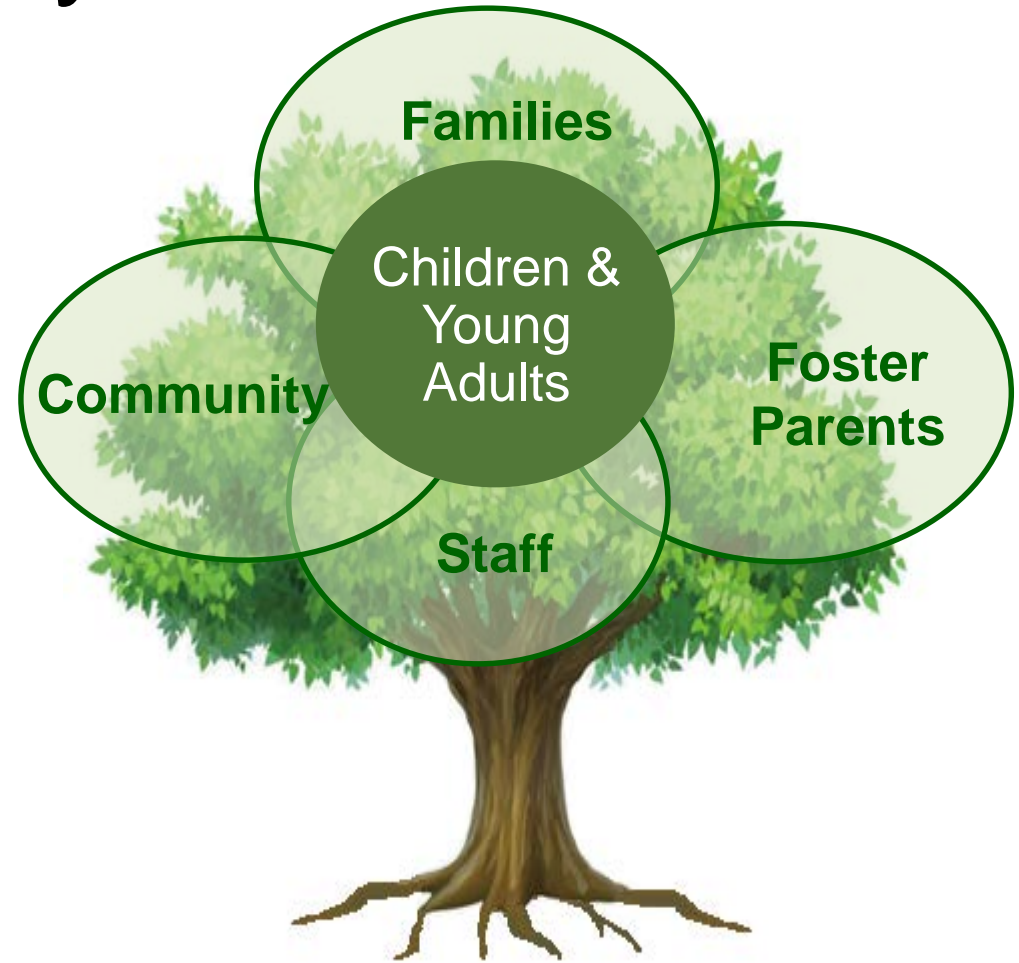 Families
Children &
Young
Adults
Community
Foster
Parents
Staff